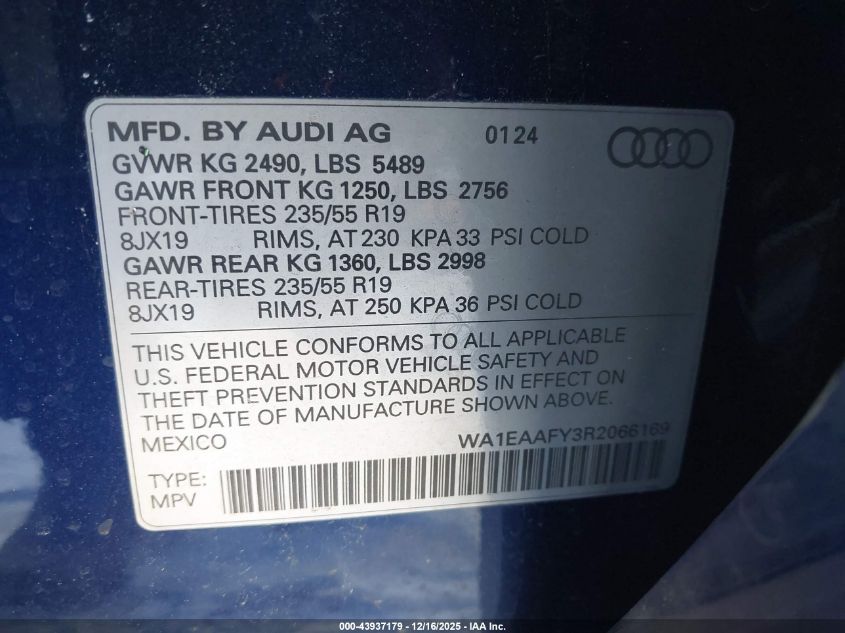 MFD. BY AUDI AG 0124
GVWR KG 2490, LBS 5489
GAWR FRONT KG 1250, LBS 2756
FRONT-TIRES 235/55 R19
8JX19 RIMS, AT 230 KPA 33 PSI COLD
GAWR REAR KG 1360, LBS 2998
REAR-TIRES 235/55 R19
8JX19 RIMS, AT 250 KPA 36 PSI COLD
THIS VEHICLE CONFORMS TO ALL APPLICABLE
U.S. FEDERAL MOTOR VEHICLE SAFETY AND
THEFT PREVENTION STANDARDS IN EFFECT ON
THE DATE OF MANUFACTURE SHOWN ABOVE.
MEXICO WA1EAAFY3R2066169
TYPE:
MPV
000-43937179 - 12/16/2025 - IAA Inc.